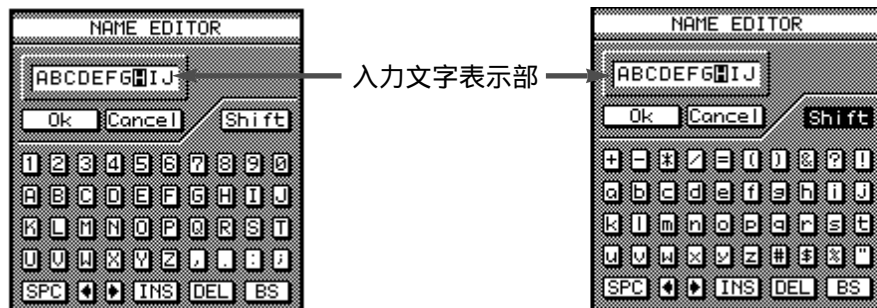 NAME EDITOR
ABCDEFGHIJ
Ok Cancel Shift
1 2 3 4 5 6 7 8 9 0
A B C D E F G H I J
K L M N O P Q R S T
U V W X Y Z , . : ;
SPC INS DEL BS
入力文字表示部
NAME EDITOR
ABCDEFGHIJ
Ok Cancel Shift
+ - * / = ( ) & ? !
a b c d e f g h i j
k l m n o p q r s t
u v w x y z # $ % "
SPC INS DEL BS